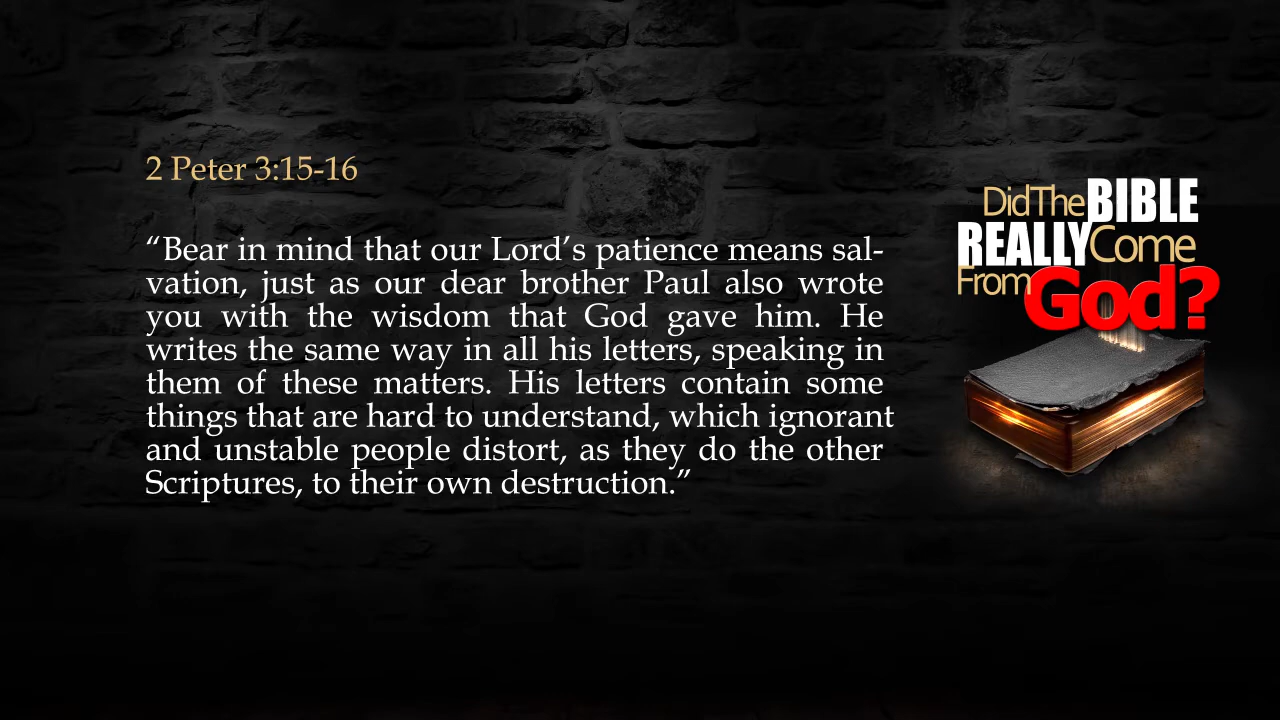 2 Peter 3:15-16
“Bear in mind that our Lord’s patience means sal-
vation, just as our dear brother Paul also wrote
you with the wisdom that God gave him. He
writes the same way in all his letters, speaking in
them of these matters. His letters contain some
things that are hard to understand, which ignorant
and unstable people distort, as they do the other
Scriptures, to their own destruction.”
Did The BIBLE
REALLY Come
From God?